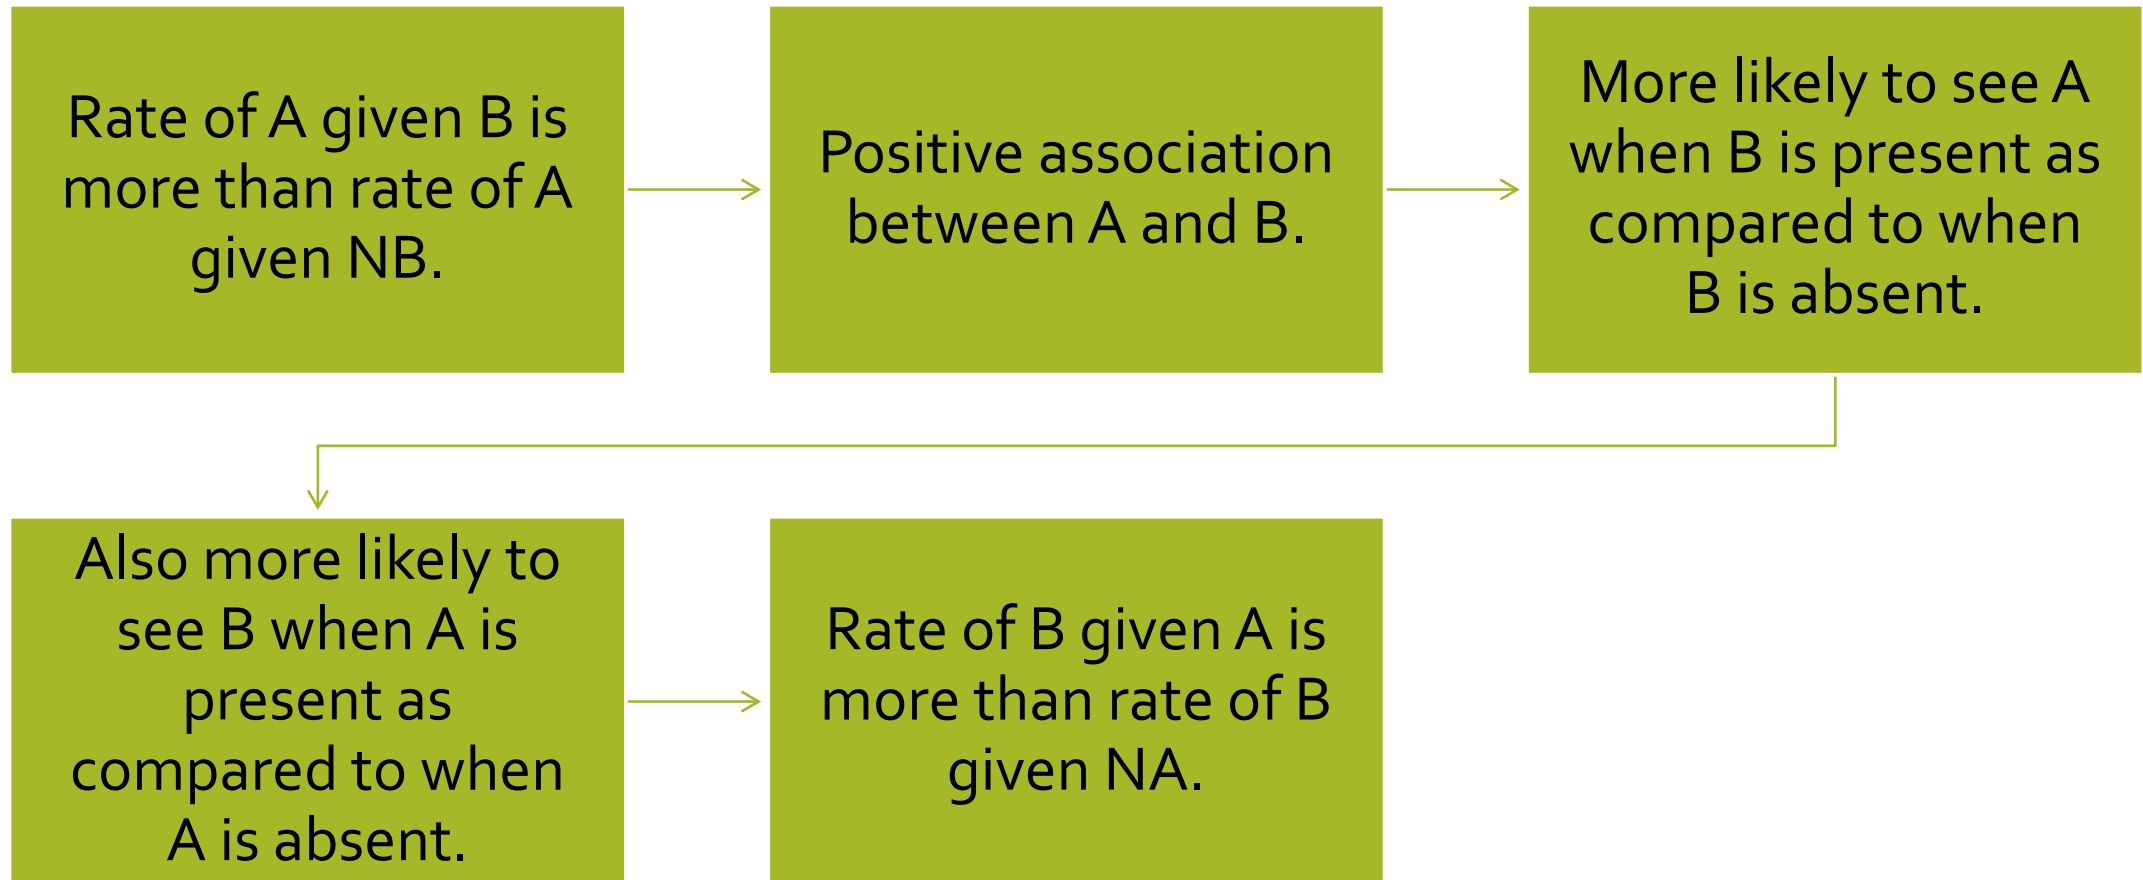 Rate of A given B is
more than rate of A
given NB.
Positive association
between A and B.
More likely to see A
when B is present as
compared to when
B is absent.
Also more likely to
see B when A is
present as
compared to when
A is absent.
Rate of B given A is
more than rate of B
given NA.